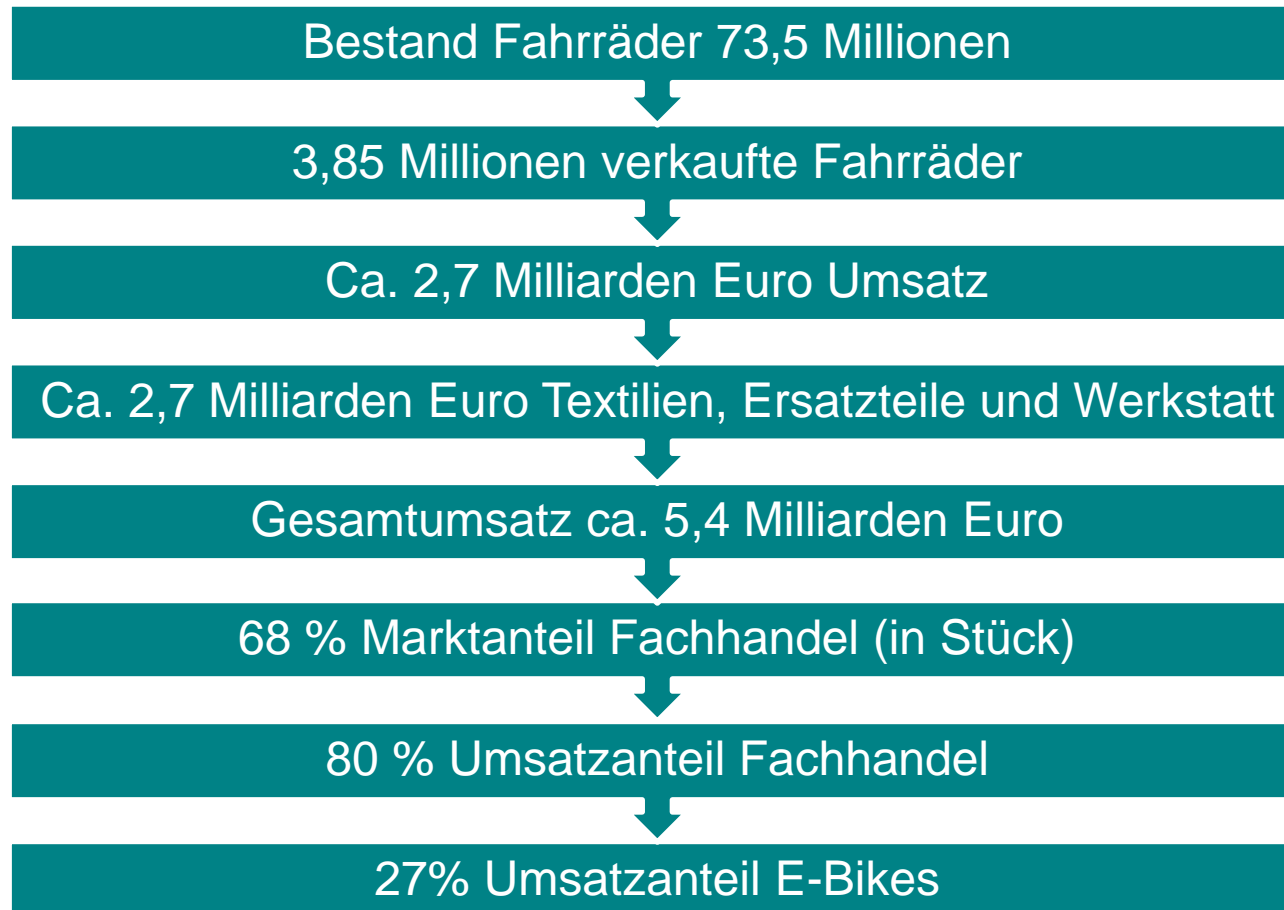 Bestand Fahrräder 73,5 Millionen
3,85 Millionen verkaufte Fahrräder
Ca. 2,7 Milliarden Euro Umsatz
Ca. 2,7 Milliarden Euro Textilien, Ersatzteile und Werkstatt
Gesamtumsatz ca. 5,4 Milliarden Euro
68 % Marktanteil Fachhandel (in Stück)
80 % Umsatzanteil Fachhandel
27% Umsatzanteil E-Bikes